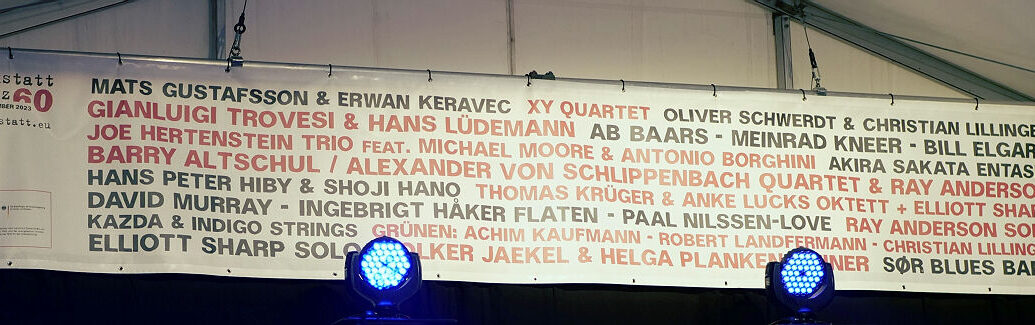 statt
z60
MBER 2023
statt.eu
MATS GUSTAFSSON & ERWAN KERAVEC XY QUARTET OLIVER SCHWERDT & CHRISTIAN LILLINGE
GIANLUIGI TROVESI & HANS LÜDEMANN AB BAARS - MEINRAD KNEER - BILL ELGAR
JOE HERTENSTEIN TRIO FEAT. MICHAEL MOORE & ANTONIO BORGHINI AKIRA SAKATA ENTAS
BARRY ALTSCHUL / ALEXANDER VON SCHLIPPENBACH QUARTET & RAY ANDERSO
HANS PETER HIBY & SHOJI HANO THOMAS KRÜGER & ANKE LUCKS OKTETT + ELLIOTT SHA
DAVID MURRAY - INGEBRIGT HÅKER FLATEN - PAAL NILSSEN-LOVE RAY ANDERSON SO
KAZDA & INDIGO STRINGS GRÜNEN: ACHIM KAUFMANN - ROBERT LANDFERMANN - CHRISTIAN LILLING
ELLIOTT SHARP SOLO OLKER JAEKEL & HELGA PLANKEN NNER SØR BLUES BA